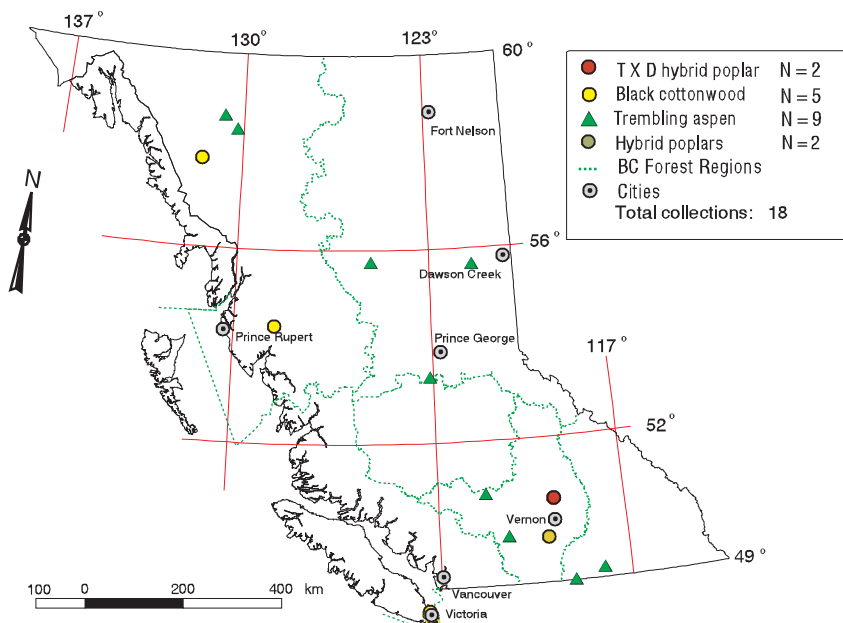 137°
130°
123°
60°
T X D hybrid poplar N = 2
Black cottonwood N = 5
Trembling aspen N = 9
Hybrid poplars N = 2
BC Forest Regions
Cities
Total collections: 18
Fort Nelson
N
56°
Dawson Creek
Prince Rupert
Prince George
117°
52°
Vernon
49°
100 0 200 400 km
Vancouver
Victoria